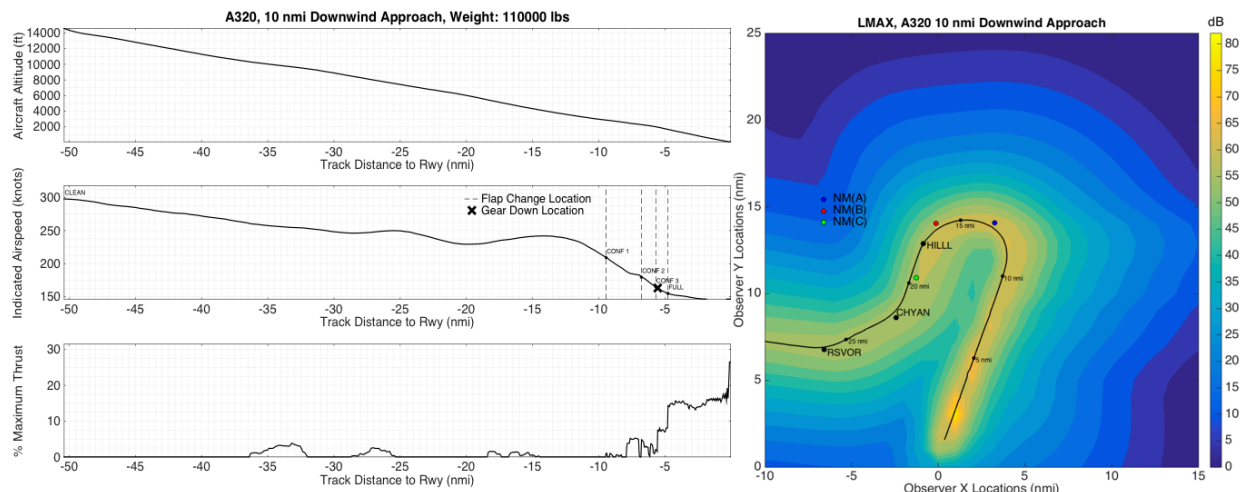 A320, 10 nmi Downwind Approach, Weight: 110000 lbs
Aircraft Altitude (ft)
14000
12000
10000
8000
6000
4000
2000
-50 -45 -40 -35 -30 -25 -20 -15 -10 -5
Track Distance to Rwy (nmi)
Indicated Airspeed (knots)
300
250
200
150
CLEAN
Flap Change Location
Gear Down Location
CONF 1
CONF 2
CONF 3
FULL
-50 -45 -40 -35 -30 -25 -20 -15 -10 -5
Track Distance to Rwy (nmi)
% Maximum Thrust
30
20
10
0
-50 -45 -40 -35 -30 -25 -20 -15 -10 -5
Track Distance to Rwy (nmi)
LMAX, A320 10 nmi Downwind Approach
Observer Y Locations (nmi)
25
20
15
10
5
0
NM(A)
NM(B)
NM(C)
15 nmi
HILLL
10 nmi
20 nmi
CHYAN
25 nmi
RSVOR
5 nmi
-10 -5 0 5 10 15
Observer X Locations (nmi)
dB
80
75
70
65
60
55
50
45
40
35
30
25
20
15
10
5
0